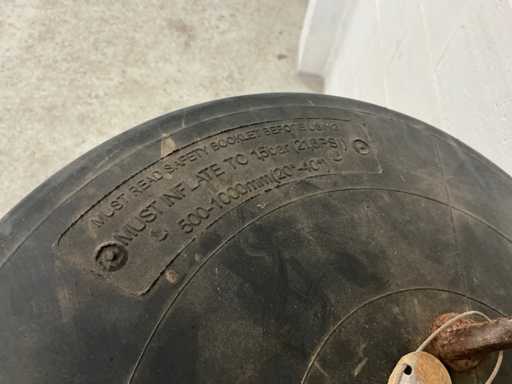 MUST READ SAFETY BOOKLET BEFORE USING
MUST INFLATE TO 1,5bar (21,8PSI)
500-1000mm(20"-40")